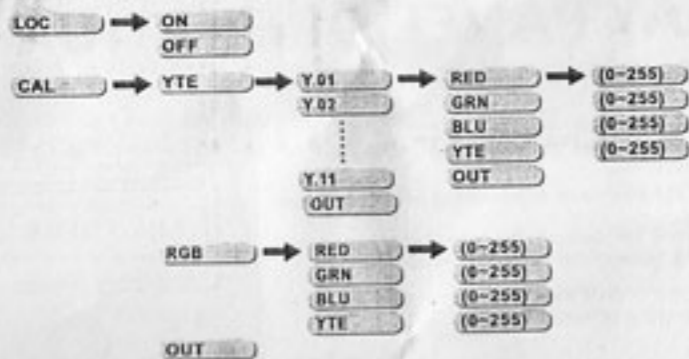 LOC ON
OFF
CAL YTE Y.01 RED (0~255)
Y.02 GRN (0~255)
BLU (0~255)
YTE (0~255)
Y.11 OUT
OUT
RGB RED (0~255)
GRN (0~255)
BLU (0~255)
YTE (0~255)
OUT